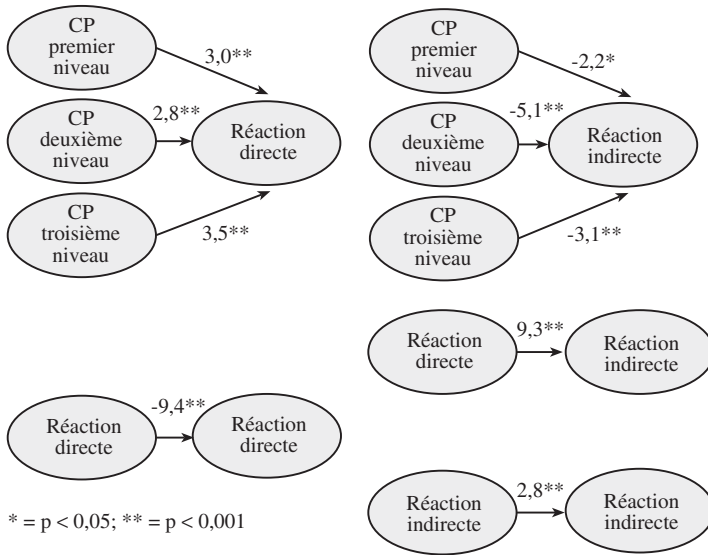 CP
premier
niveau
3,0**
CP
deuxième
niveau
2,8**
Réaction
directe
CP
troisième
niveau
3,5**
CP
premier
niveau
-2,2*
CP
deuxième
niveau
-5,1**
Réaction
indirecte
CP
troisième
niveau
-3,1**
Réaction
directe
9,3**
Réaction
indirecte
Réaction
directe
-9,4**
Réaction
directe
Réaction
indirecte
2,8**
Réaction
indirecte
* = p < 0,05; ** = p < 0,001